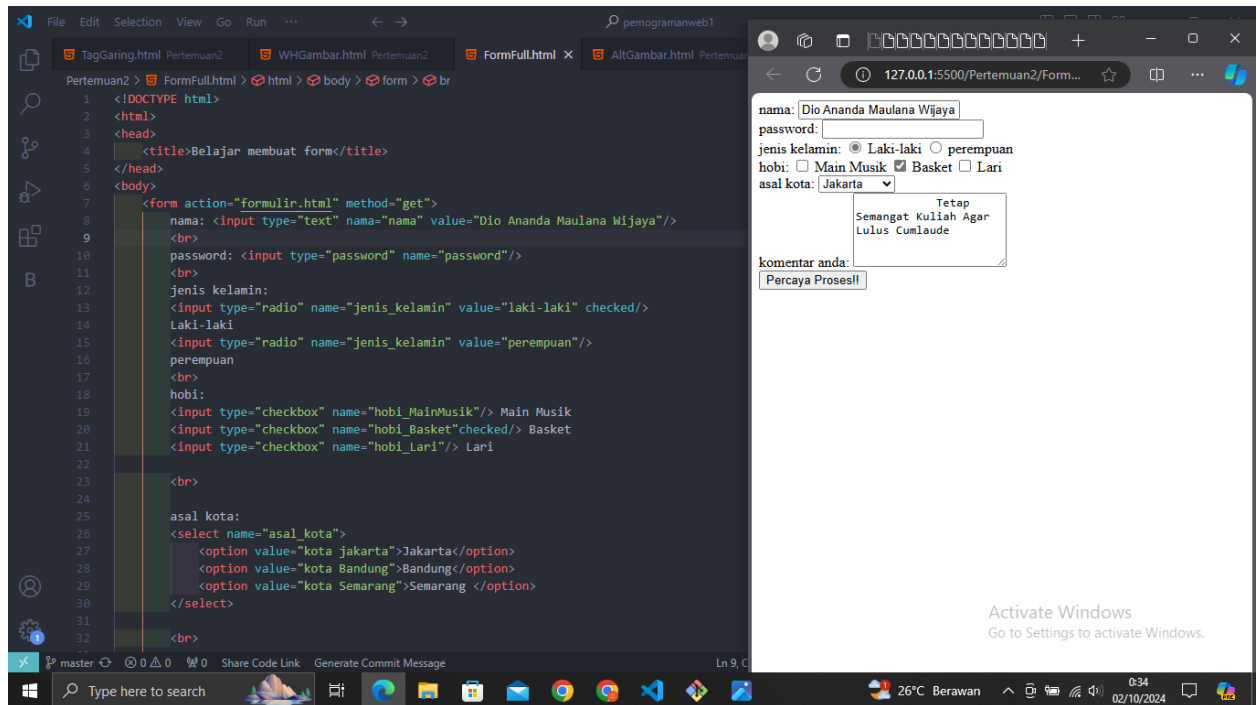 File Edit Selection View Go Run ··· ← → pemogramanweb1
TagGaring.html Pertemuan2 WHGambar.html Pertemuan2 FormFull.html × AltGambar.html Pertemuan
Pertemuan2 > FormFull.html > html > body > form > br
1 <!DOCTYPE html>
2 <html>
3 <head>
4 <title>Belajar membuat form</title>
5 </head>
6 <body>
7 <form action="formulir.html" method="get">
8 nama: <input type="text" nama="nama" value="Dio Ananda Maulana Wijaya"/>
9 <br>
10 password: <input type="password" name="password"/>
11 <br>
12 jenis kelamin:
13 <input type="radio" name="jenis_kelamin" value="laki-laki" checked/>
14 Laki-laki
15 <input type="radio" name="jenis_kelamin" value="perempuan"/>
16 perempuan
17 <br>
18 hobi:
19 <input type="checkbox" name="hobi_MainMusik"/> Main Musik
20 <input type="checkbox" name="hobi_Basket"checked/> Basket
21 <input type="checkbox" name="hobi_Lari"/> Lari
22
23 <br>
24
25 asal kota:
26 <select name="asal_kota">
27 <option value="kota jakarta">Jakarta</option>
28 <option value="kota Bandung">Bandung</option>
29 <option value="kota Semarang">Semarang </option>
30 </select>
31
32 <br>
master 0 0 0 Share Code Link Generate Commit Message Ln 9, C
127.0.0.1:5500/Pertemuan2/Form...
nama: Dio Ananda Maulana Wijaya
password:
jenis kelamin: Laki-laki perempuan
hobi: Main Musik Basket Lari
asal kota: Jakarta
Tetap
Semangat Kuliah Agar
Lulus Cumlaude
komentar anda:
Percaya Proses!!
Activate Windows
Go to Settings to activate Windows.
Type here to search
26°C Berawan
0:34
02/10/2024